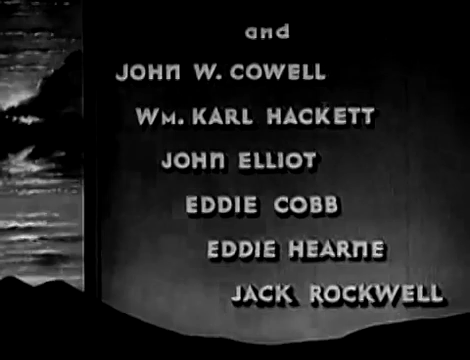 and
JOHN W. COWELL
WM. KARL HACKETT
JOHN ELLIOT
EDDIE COBB
EDDIE HEARNE
JACK ROCKWELL